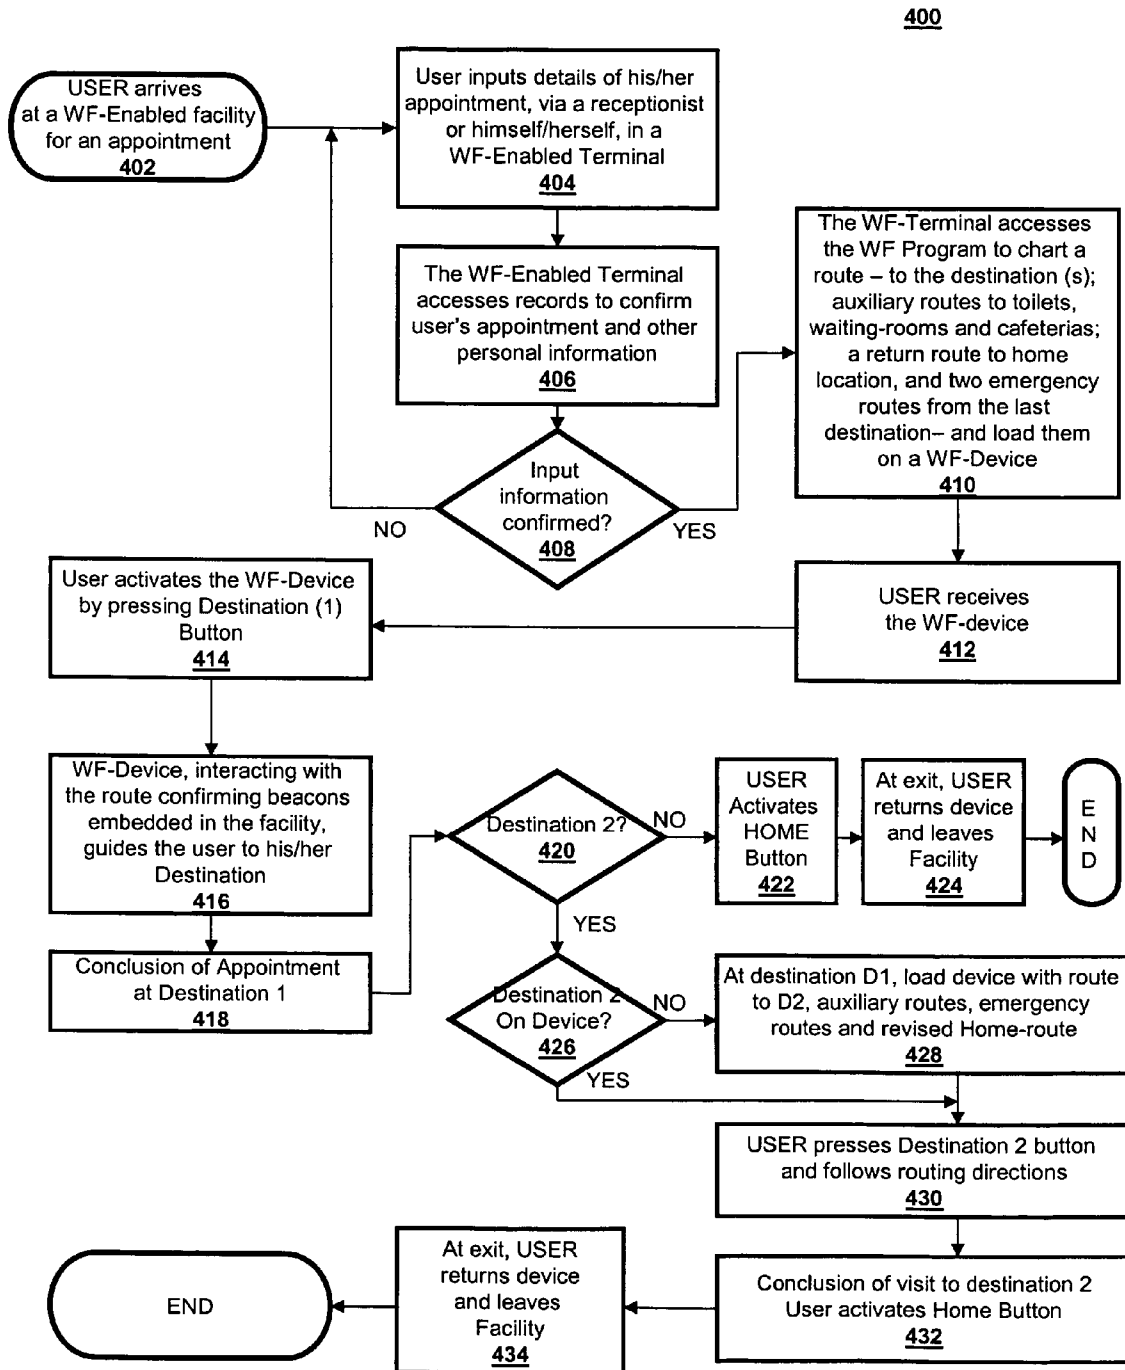 400
USER arrives
at a WF-Enabled facility
for an appointment
402
User inputs details of his/her
appointment, via a receptionist
or himself/herself, in a
WF-Enabled Terminal
404
The WF-Enabled Terminal
accesses records to confirm
user's appointment and other
personal information
406
Input
information
confirmed?
408
NO
YES
The WF-Terminal accesses
the WF Program to chart a
route – to the destination (s);
auxiliary routes to toilets,
waiting-rooms and cafeterias;
a return route to home
location, and two emergency
routes from the last
destination– and load them
on a WF-Device
410
USER receives
the WF-device
412
User activates the WF-Device
by pressing Destination (1)
Button
414
WF-Device, interacting with
the route confirming beacons
embedded in the facility,
guides the user to his/her
Destination
416
Conclusion of Appointment
at Destination 1
418
Destination 2?
420
NO
YES
USER
Activates
HOME
Button
422
At exit, USER
returns device
and leaves
Facility
424
E
N
D
Destination 2
On Device?
426
NO
YES
At destination D1, load device with route
to D2, auxiliary routes, emergency
routes and revised Home-route
428
USER presses Destination 2 button
and follows routing directions
430
Conclusion of visit to destination 2
User activates Home Button
432
At exit, USER
returns device
and leaves
Facility
434
END